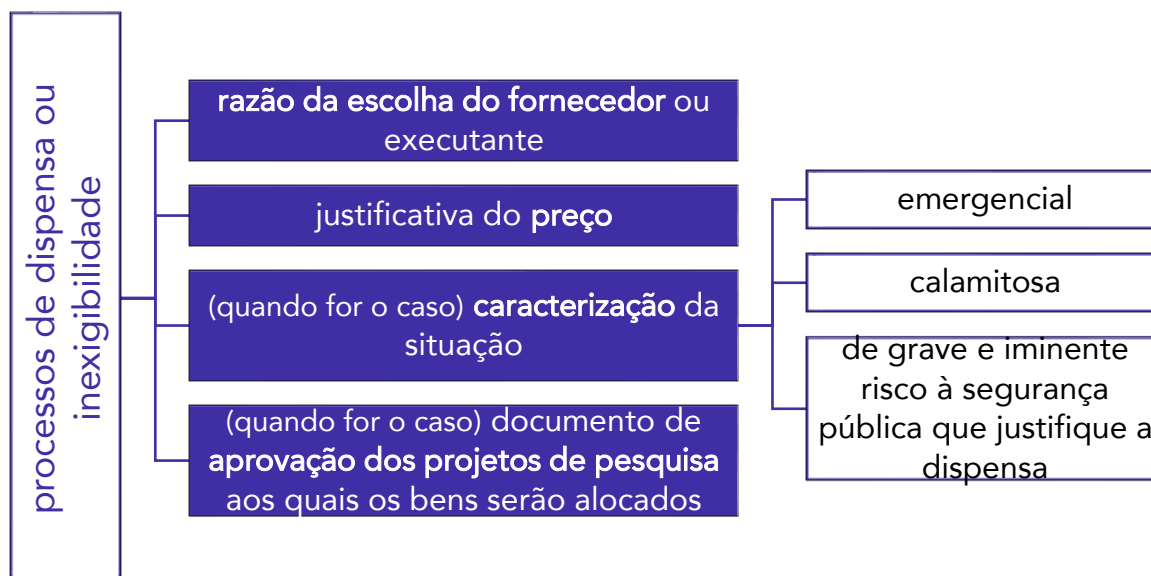 processos de dispensa ou
inexigibilidade
razão da escolha do fornecedor ou
executante
justificativa do preço
(quando for o caso) caracterização da
situação
emergencial
calamitosa
de grave e iminente
risco à segurança
pública que justifique a
dispensa
(quando for o caso) documento de
aprovação dos projetos de pesquisa
aos quais os bens serão alocados